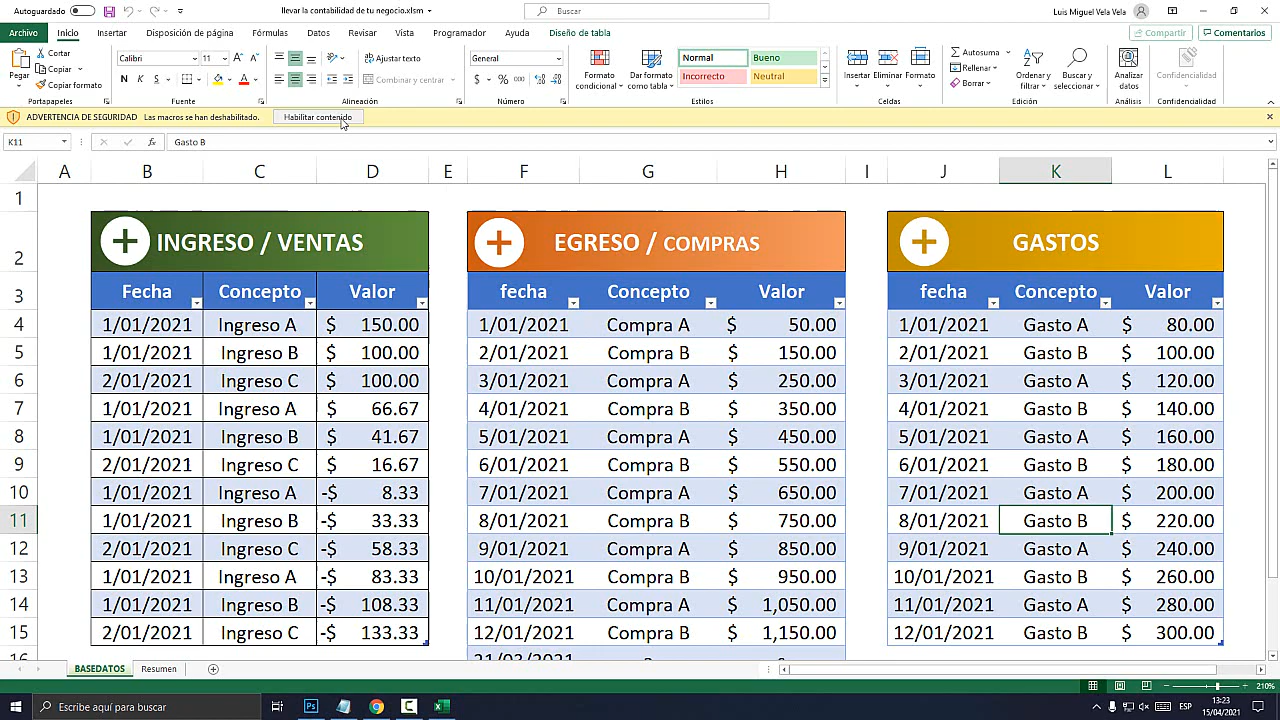 Autoguardado
llevar la contabilidad de tu negocio.xlsm
Buscar
Luis Miguel Vela Vela
Archivo Inicio Insertar Disposición de página Fórmulas Datos Revisar Vista Programador Ayuda Diseño de tabla
Compartir Comentarios
Pegar
Cortar
Copiar
Copiar formato
Portapapeles
Calibri 11
N K S
Fuente
Ajustar texto
Combinar y centrar
Alineación
General
$ % 000
Número
Formato condicional
Dar formato como tabla
Normal Bueno
Incorrecto Neutral
Estilos
Insertar Eliminar Formato
Celdas
Autosuma
Rellenar
Borrar
Ordenar y filtrar
Buscar y seleccionar
Edición
Analizar datos
Análisis
Confidencialidad
Confidencialidad
ADVERTENCIA DE SEGURIDAD Las macros se han deshabilitado. Habilitar contenido
K11 fx Gasto B
A B C D E F G H I J K L
1
2 INGRESO / VENTAS EGRESO / COMPRAS GASTOS
3 Fecha Concepto Valor fecha Concepto Valor fecha Concepto Valor
4 1/01/2021 Ingreso A $ 150.00 1/01/2021 Compra A $ 50.00 1/01/2021 Gasto A $ 80.00
5 1/01/2021 Ingreso B $ 100.00 2/01/2021 Compra B $ 150.00 2/01/2021 Gasto B $ 100.00
6 2/01/2021 Ingreso C $ 100.00 3/01/2021 Compra A $ 250.00 3/01/2021 Gasto A $ 120.00
7 1/01/2021 Ingreso A $ 66.67 4/01/2021 Compra B $ 350.00 4/01/2021 Gasto B $ 140.00
8 1/01/2021 Ingreso B $ 41.67 5/01/2021 Compra A $ 450.00 5/01/2021 Gasto A $ 160.00
9 2/01/2021 Ingreso C $ 16.67 6/01/2021 Compra B $ 550.00 6/01/2021 Gasto B $ 180.00
10 1/01/2021 Ingreso A -$ 8.33 7/01/2021 Compra A $ 650.00 7/01/2021 Gasto A $ 200.00
11 1/01/2021 Ingreso B -$ 33.33 8/01/2021 Compra B $ 750.00 8/01/2021 Gasto B $ 220.00
12 2/01/2021 Ingreso C -$ 58.33 9/01/2021 Compra A $ 850.00 9/01/2021 Gasto A $ 240.00
13 1/01/2021 Ingreso A -$ 83.33 10/01/2021 Compra B $ 950.00 10/01/2021 Gasto B $ 260.00
14 1/01/2021 Ingreso B -$ 108.33 11/01/2021 Compra A $ 1,050.00 11/01/2021 Gasto A $ 280.00
15 2/01/2021 Ingreso C -$ 133.33 12/01/2021 Compra B $ 1,150.00 12/01/2021 Gasto B $ 300.00
16 21/03/2021
BASEDATOS Resumen
210%
Escribe aquí para buscar
ESP
13:23
15/04/2021